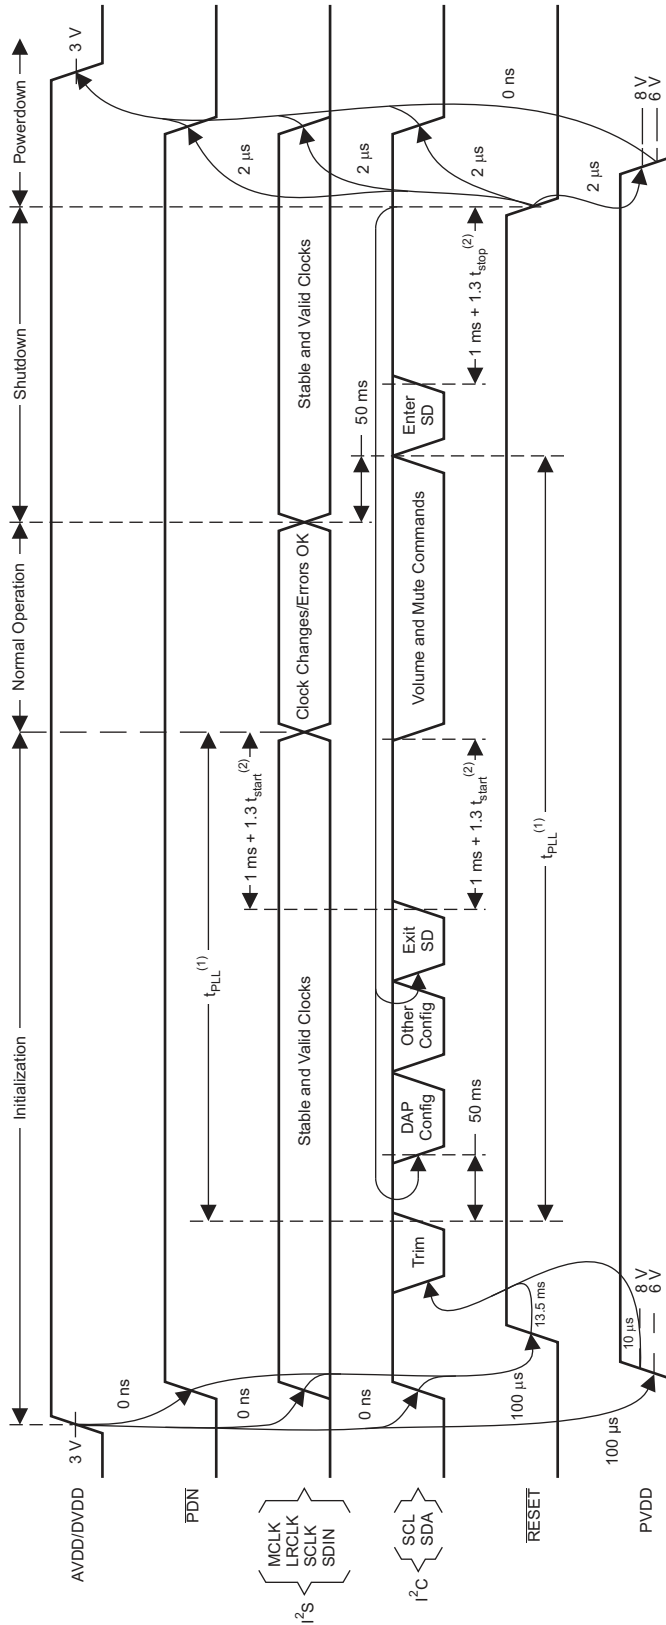 Initialization
Normal Operation
Shutdown
Powerdown
AVDD/DVDD
3 V
3 V
0 ns
PDN
t_PLL^(1)
2 µs
0 ns
1 ms + 1.3 t_start^(2)
I²S
MCLK
LRCLK
SCLK
SDIN
Stable and Valid Clocks
Clock Changes/Errors OK
Stable and Valid Clocks
2 µs
0 ns
50 ms
I²C
SCL
SDA
Trim
DAP
Config
Other
Config
Exit
SD
Volume and Mute Commands
Enter
SD
2 µs
50 ms
1 ms + 1.3 t_start^(2)
1 ms + 1.3 t_stop^(2)
100 µs
0 ns
RESET
13.5 ms
t_PLL^(1)
2 µs
100 µs
10 µs
PVDD
8 V
6 V
8 V
6 V